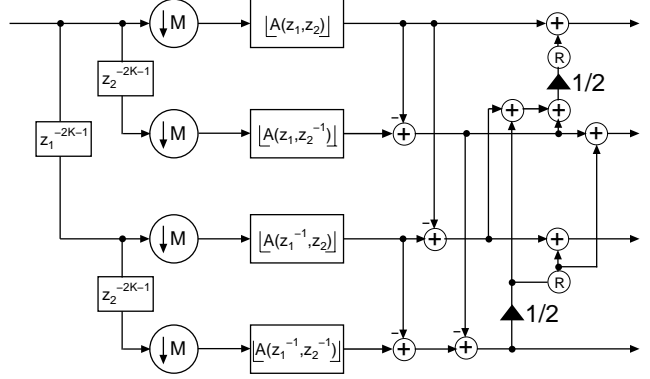 ↓M ⌊A(z₁,z₂)⌋ + R 1/2
z₂⁻²ᴷ⁻¹
↓M ⌊A(z₁,z₂⁻¹)⌋ − + + + +
z₁⁻²ᴷ⁻¹
↓M ⌊A(z₁⁻¹,z₂)⌋ − + +
z₂⁻²ᴷ⁻¹ R
1/2
↓M ⌊A(z₁⁻¹,z₂⁻¹)⌋ − + − +